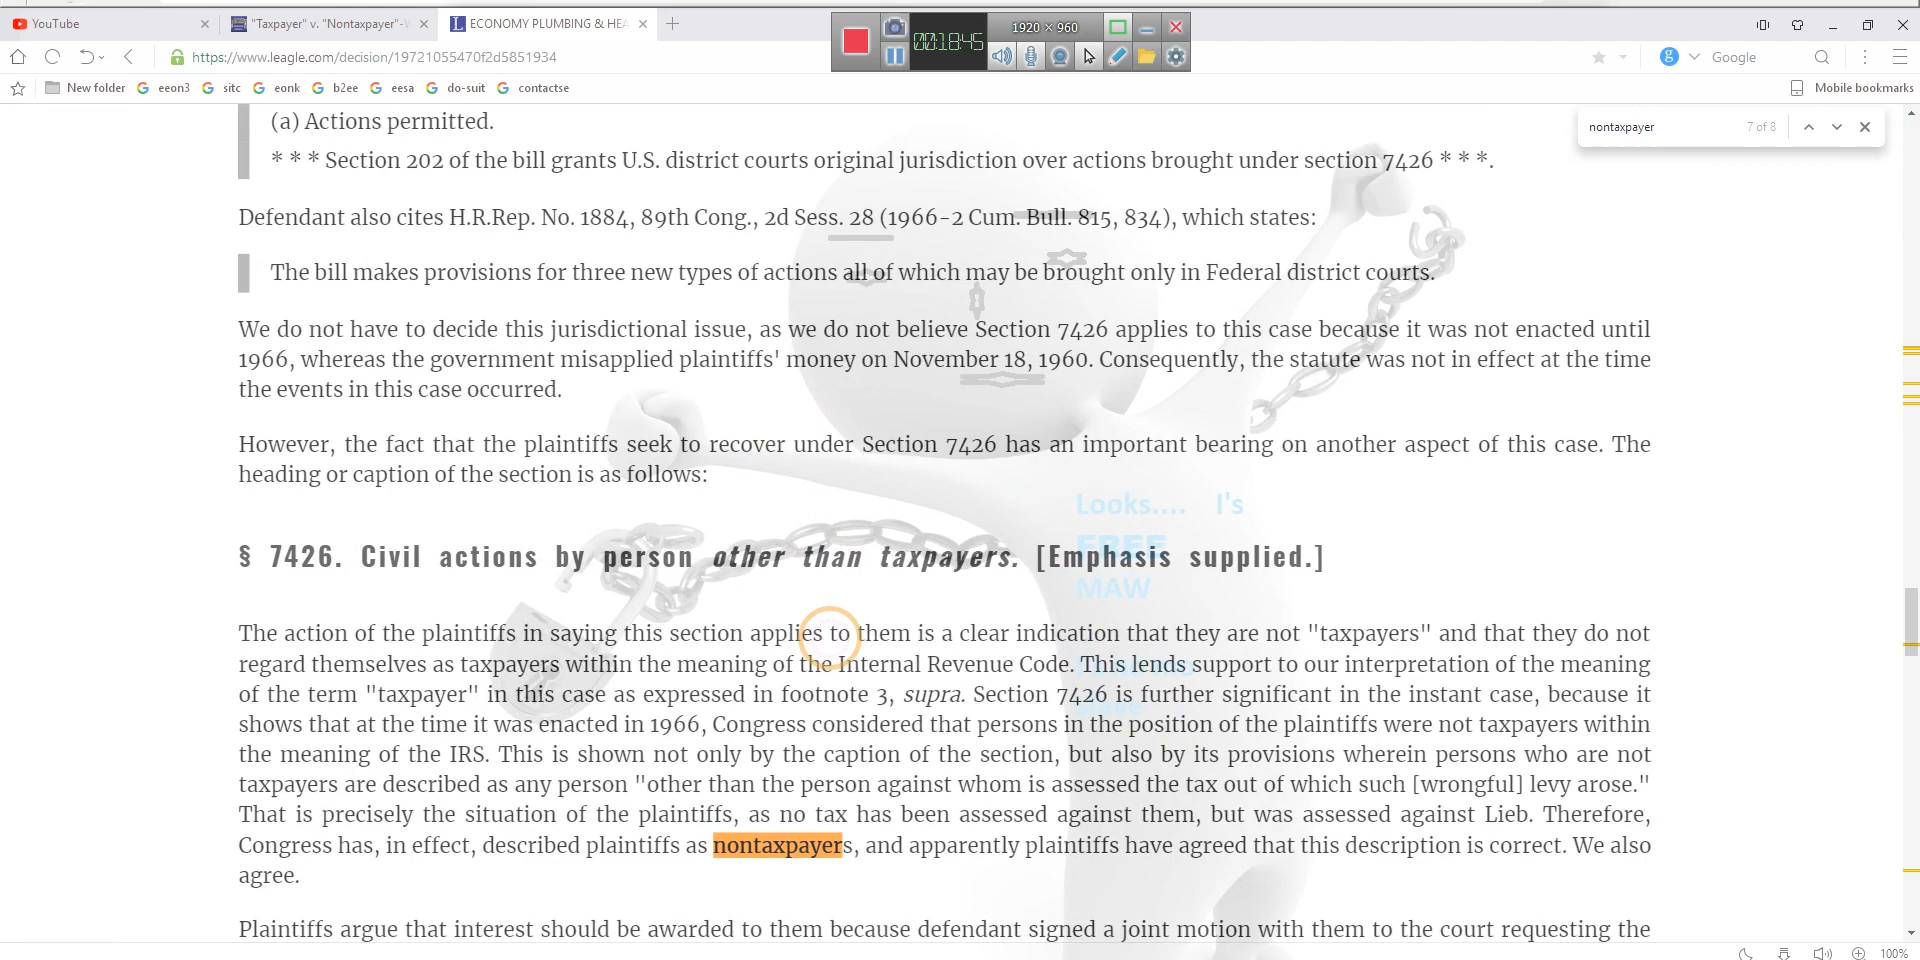 YouTube
"Taxpayer" v. "Nontaxpayer"-W
ECONOMY PLUMBING & HEA
1920 × 960
00:18:45
https://www.leagle.com/decision/19721055470f2d5851934
Google
New folder
eeon3
sitc
eonk
b2ee
eesa
do-suit
contactse
Mobile bookmarks
nontaxpayer
7 of 8
(a) Actions permitted.
* * * Section 202 of the bill grants U.S. district courts original jurisdiction over actions brought under section 7426 * * *.
Defendant also cites H.R.Rep. No. 1884, 89th Cong., 2d Sess. 28 (1966-2 Cum. Bull. 815, 834), which states:
The bill makes provisions for three new types of actions all of which may be brought only in Federal district courts.
We do not have to decide this jurisdictional issue, as we do not believe Section 7426 applies to this case because it was not enacted until
1966, whereas the government misapplied plaintiffs' money on November 18, 1960. Consequently, the statute was not in effect at the time
the events in this case occurred.
However, the fact that the plaintiffs seek to recover under Section 7426 has an important bearing on another aspect of this case. The
heading or caption of the section is as follows:
Looks.... I's
FREE
MAW
§ 7426. Civil actions by person other than taxpayers. [Emphasis supplied.]
The action of the plaintiffs in saying this section applies to them is a clear indication that they are not "taxpayers" and that they do not
regard themselves as taxpayers within the meaning of the Internal Revenue Code. This lends support to our interpretation of the meaning
of the term "taxpayer" in this case as expressed in footnote 3, supra. Section 7426 is further significant in the instant case, because it
shows that at the time it was enacted in 1966, Congress considered that persons in the position of the plaintiffs were not taxpayers within
the meaning of the IRS. This is shown not only by the caption of the section, but also by its provisions wherein persons who are not
taxpayers are described as any person "other than the person against whom is assessed the tax out of which such [wrongful] levy arose."
That is precisely the situation of the plaintiffs, as no tax has been assessed against them, but was assessed against Lieb. Therefore,
Congress has, in effect, described plaintiffs as nontaxpayers, and apparently plaintiffs have agreed that this description is correct. We also
agree.
Plaintiffs argue that interest should be awarded to them because defendant signed a joint motion with them to the court requesting the
100%